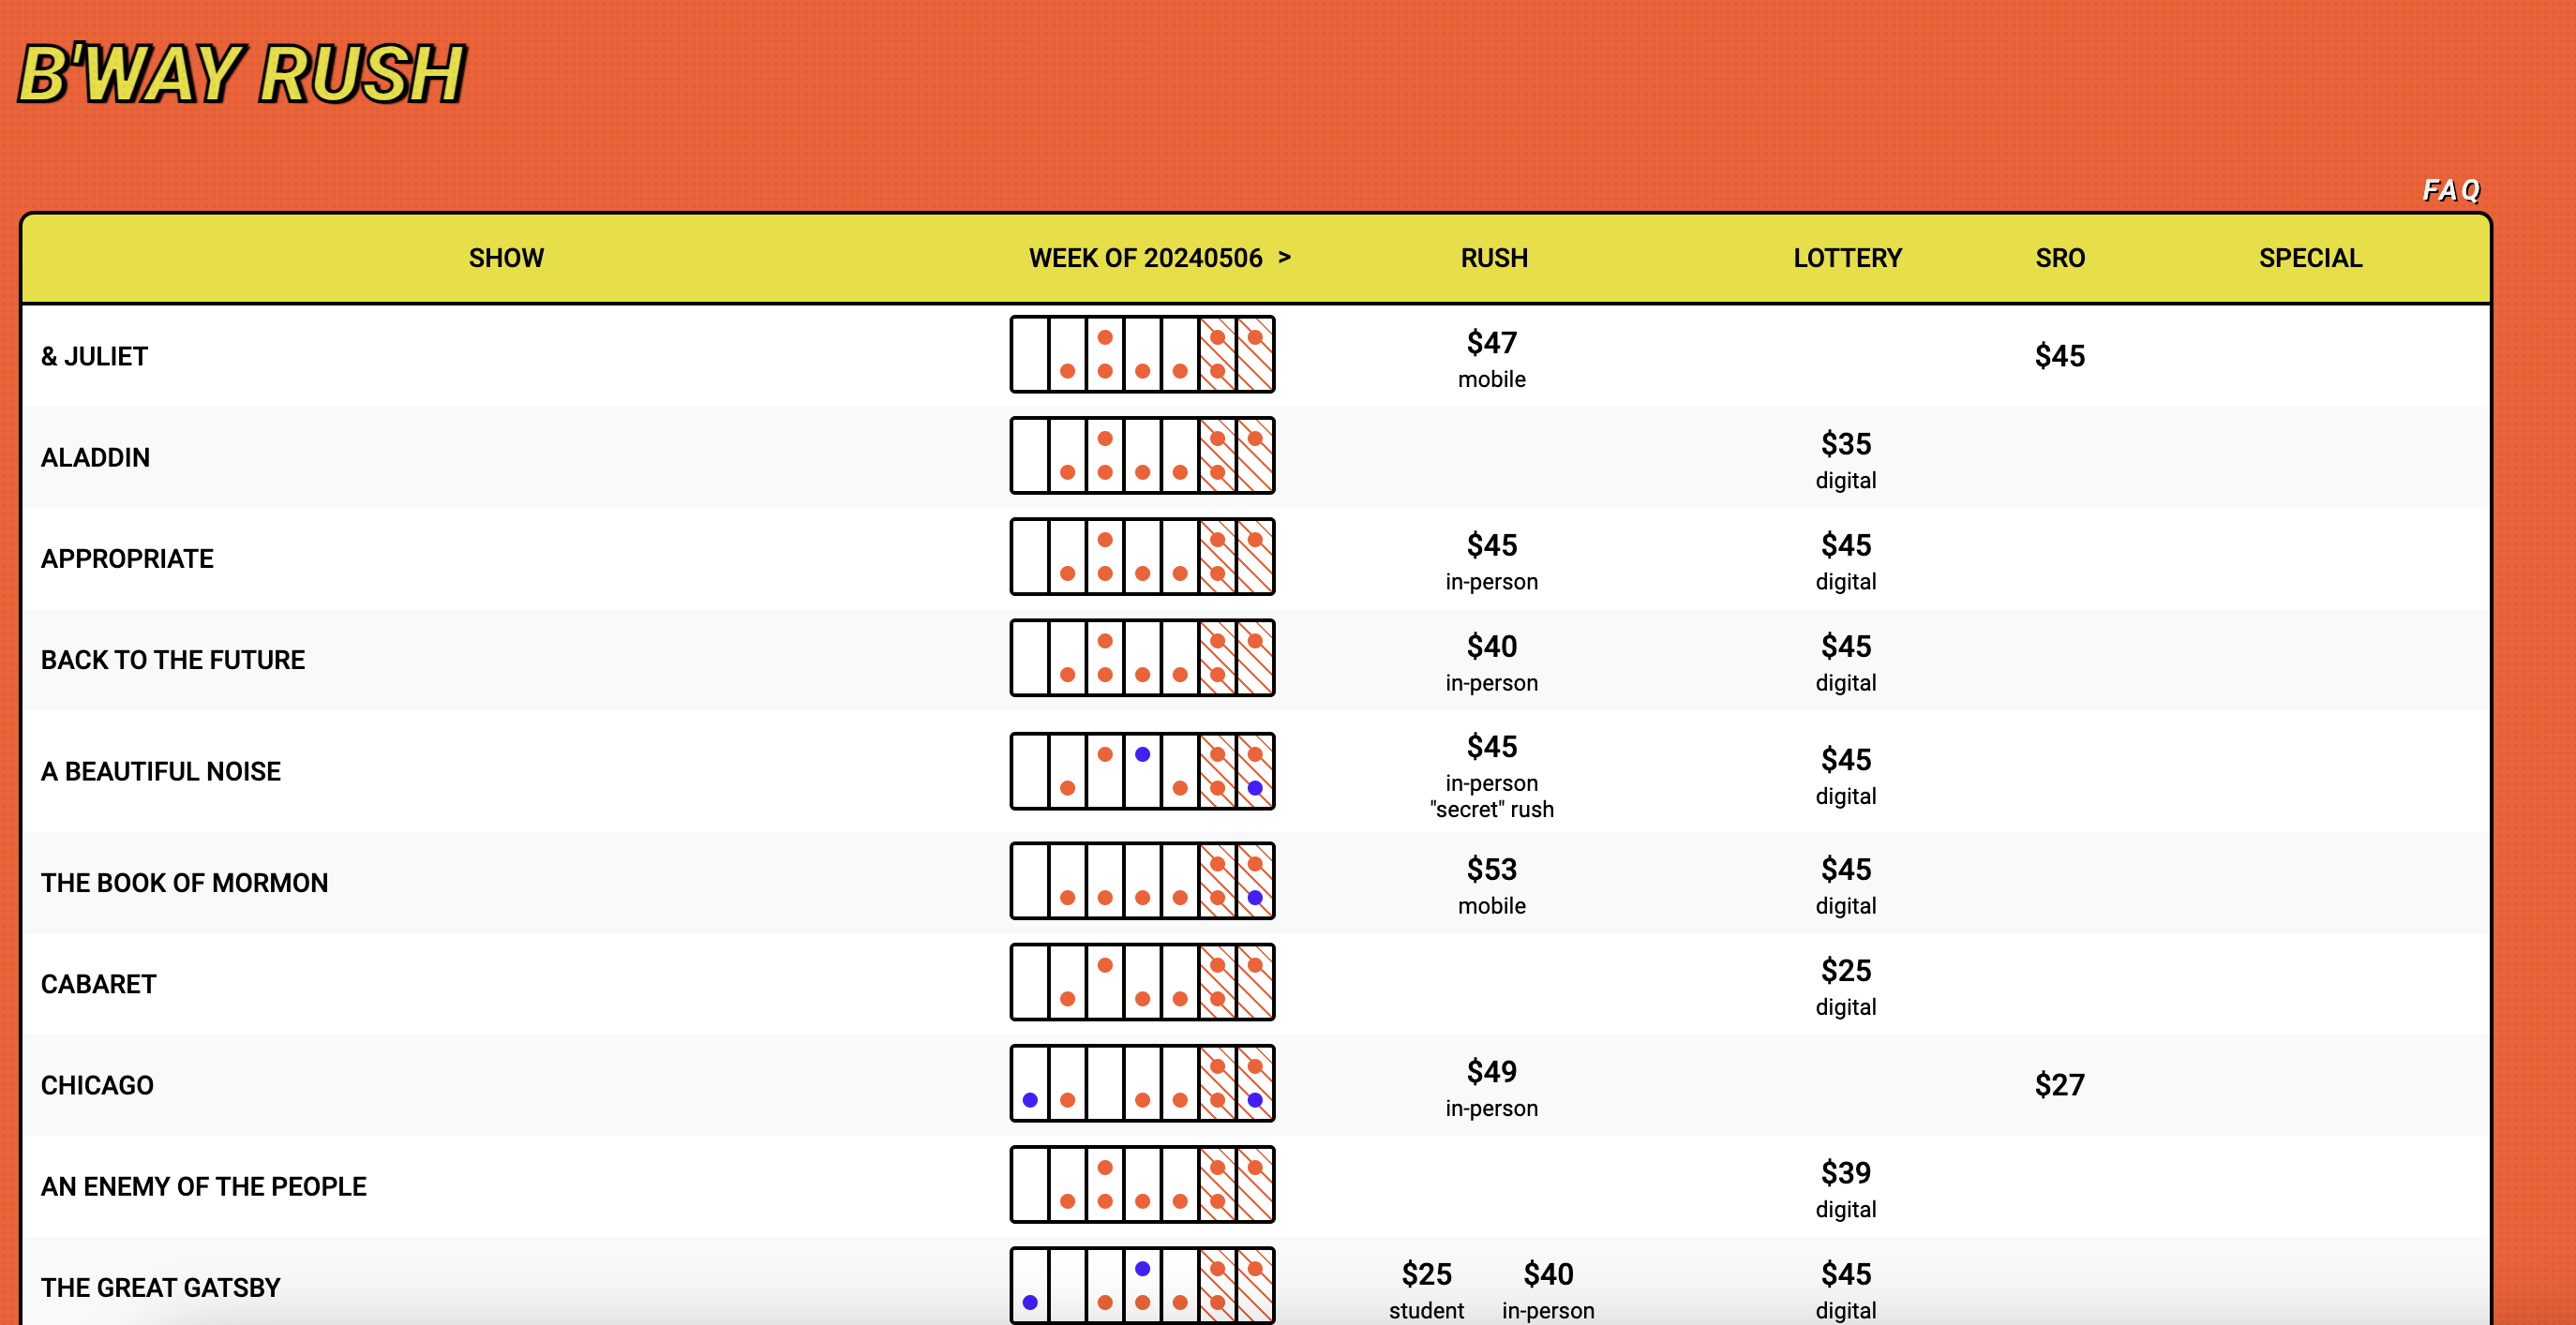 B'WAY RUSH
FAQ
SHOW WEEK OF 20240506 > RUSH LOTTERY SRO SPECIAL
& JULIET $47 mobile $45
ALADDIN $35 digital
APPROPRIATE $45 in-person $45 digital
BACK TO THE FUTURE $40 in-person $45 digital
A BEAUTIFUL NOISE $45 in-person "secret" rush $45 digital
THE BOOK OF MORMON $53 mobile $45 digital
CABARET $25 digital
CHICAGO $49 in-person $27
AN ENEMY OF THE PEOPLE $39 digital
THE GREAT GATSBY $25 student $40 in-person $45 digital